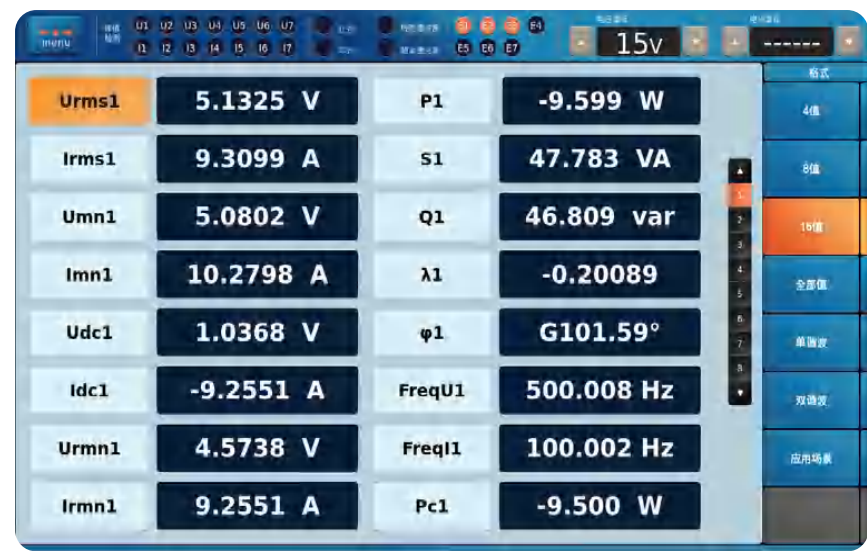 menu
峰值
检测
U1 U2 U3 U4 U5 U6 U7
I1 I2 I3 I4 I5 I6 I7
E1 E2 E3 E4
E5 E6 E7
15V
------
格式
Urms1 5.1325 V P1 -9.599 W
4值
Irms1 9.3099 A S1 47.783 VA
8值
Umn1 5.0802 V Q1 46.809 var
16值
Imn1 10.2798 A λ1 -0.20089
全部值
Udc1 1.0368 V φ1 G101.59°
单谐波
Idc1 -9.2551 A FreqU1 500.008 Hz
双谐波
Urmn1 4.5738 V FreqI1 100.002 Hz
应用场景
Irmn1 9.2551 A Pc1 -9.500 W
1
2
3
4
5
6
7
8